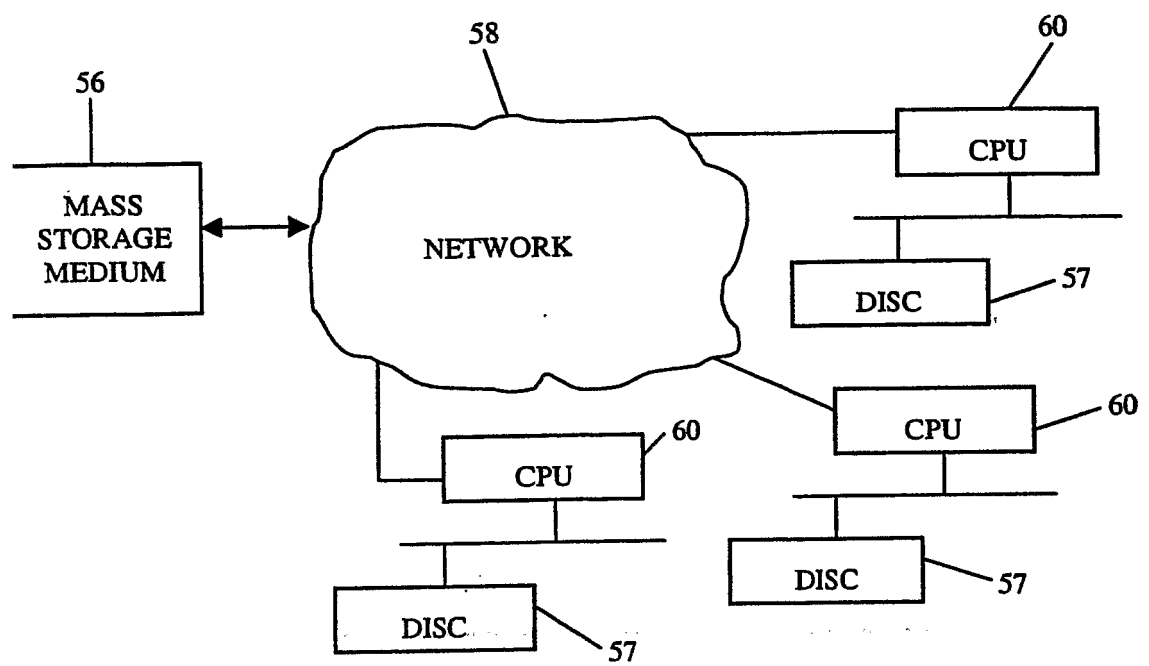 58
60
56
CPU
MASS
STORAGE
MEDIUM
NETWORK
57
DISC
60
CPU
60
CPU
DISC
57
DISC
57